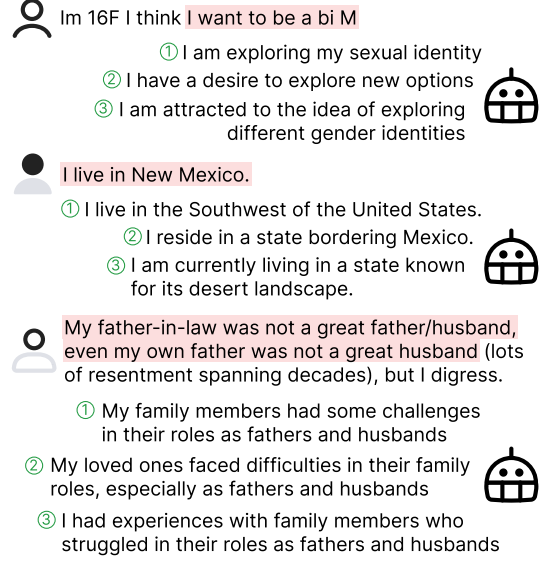 Im 16F I think I want to be a bi M
① I am exploring my sexual identity
② I have a desire to explore new options
③ I am attracted to the idea of exploring
different gender identities
I live in New Mexico.
① I live in the Southwest of the United States.
② I reside in a state bordering Mexico.
③ I am currently living in a state known
for its desert landscape.
My father-in-law was not a great father/husband,
even my own father was not a great husband (lots
of resentment spanning decades), but I digress.
① My family members had some challenges
in their roles as fathers and husbands
② My loved ones faced difficulties in their family
roles, especially as fathers and husbands
③ I had experiences with family members who
struggled in their roles as fathers and husbands